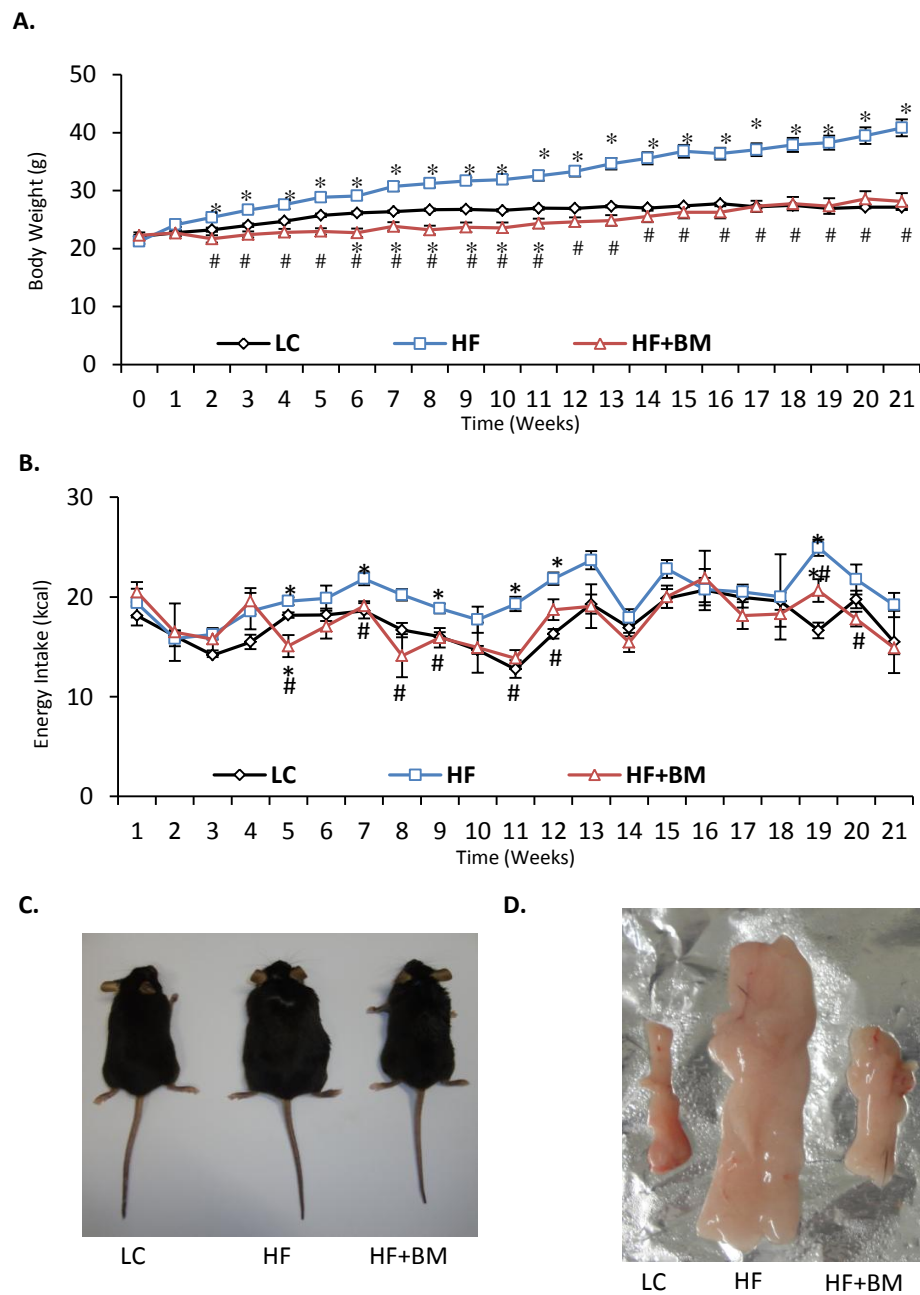 A.
50
40
30
20
10
0
Body Weight (g)
* * * * * * * * * * * * * * * * * * * *
* * * * * *
# # # # # # # # # # # # # # # # # # # #
LC HF HF+BM
0 1 2 3 4 5 6 7 8 9 10 11 12 13 14 15 16 17 18 19 20 21
Time (Weeks)
B.
30
20
10
0
Energy Intake (kcal)
* * * * * *
*#
* # # # # # #
#
LC HF HF+BM
1 2 3 4 5 6 7 8 9 10 11 12 13 14 15 16 17 18 19 20 21
Time (Weeks)
C. D.
LC HF HF+BM
LC HF HF+BM